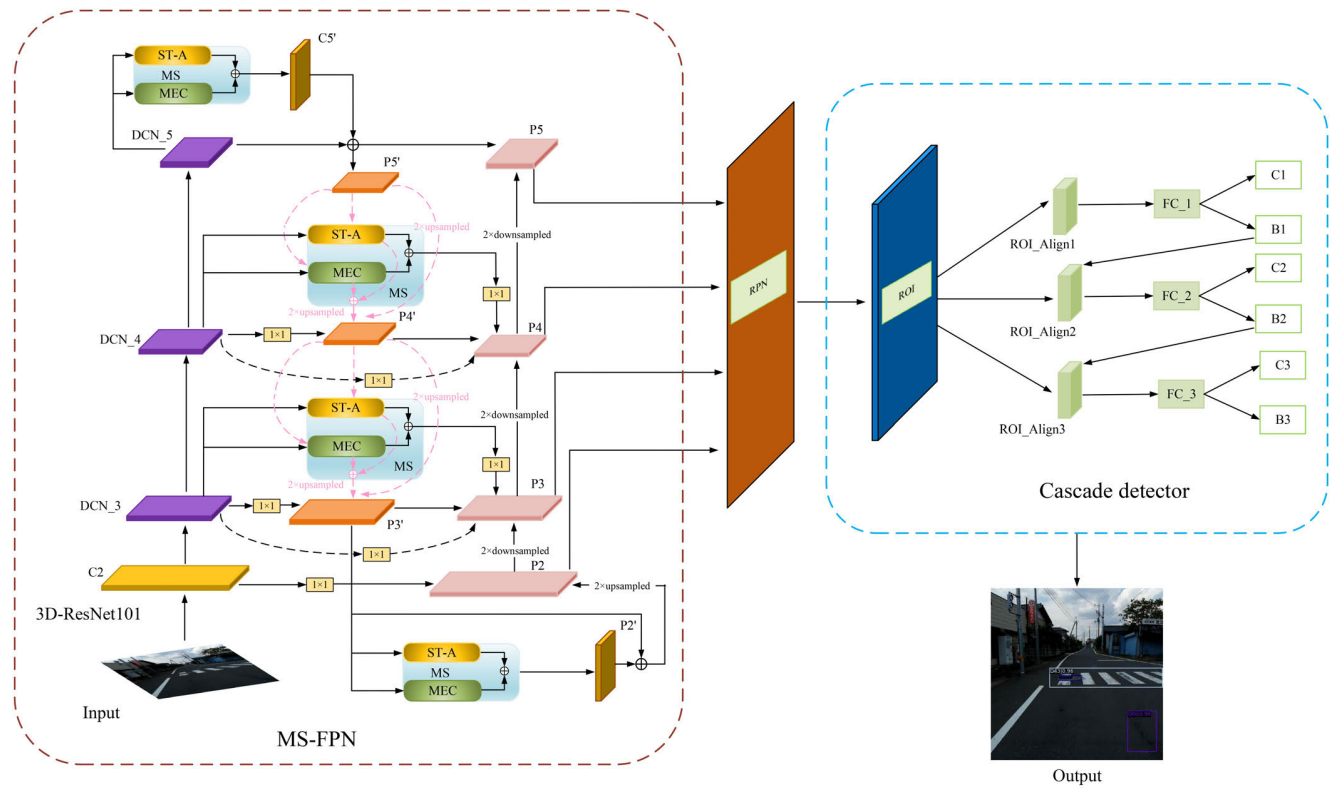 C5'
ST-A
MS
MEC
DCN_5
P5
P5'
2×upsampled
ST-A
2×downsampled
MEC
MS
1×1
2×upsampled
P4'
P4
1×1
DCN_4
1×1
2×upsampled
ST-A
2×downsampled
MEC
MS
1×1
2×upsampled
P3
DCN_3
1×1
P3'
1×1
2×downsampled
C2
P2
1×1
2×upsampled
3D-ResNet101
P2'
ST-A
MS
MEC
Input
MS-FPN
RPN
ROI
C1
FC_1
B1
ROI_Align1
C2
FC_2
B2
ROI_Align2
C3
FC_3
B3
ROI_Align3
Cascade detector
Output